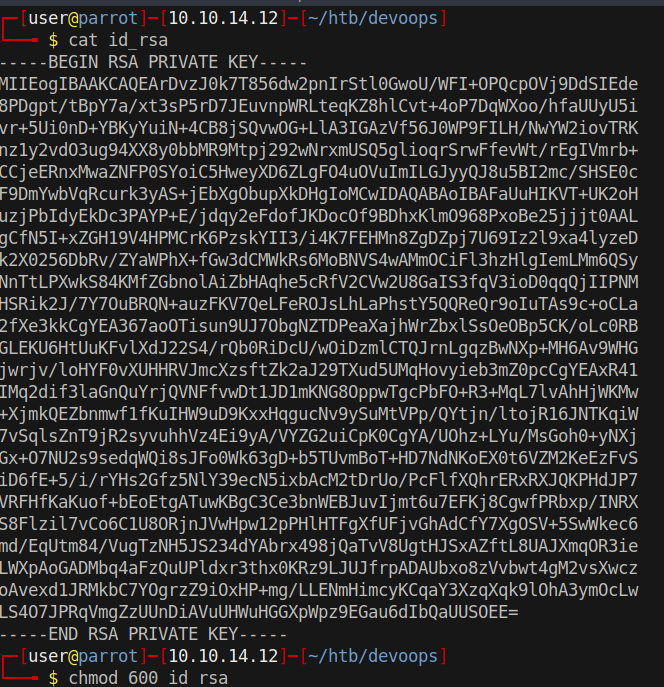 [user@parrot]─[10.10.14.12]─[~/htb/devoops]
$ cat id_rsa
-----BEGIN RSA PRIVATE KEY-----
MIIEogIBAAKCAQEArDvzJ0k7T856dw2pnIrStl0GwoU/WFI+OPQcpOVj9DdSIEde
8PDgpt/tBpY7a/xt3sP5rD7JEuvnpWRLteqKZ8hlCvt+4oP7DqWXoo/hfaUUyU5i
vr+5Ui0nD+YBKyYuiN+4CB8jSQvwOG+LlA3IGAzVf56J0WP9FILH/NwYW2iovTRK
nz1y2vdO3ug94XX8y0bbMR9Mtpj292wNrxmUSQ5glioqrSrwFfevWt/rEgIVmrb+
CCjeRnxMwaZNFP0SYoiC5HweyXD6ZLgFO4uOVuImILGJyyQJ8u5BI2mc/SHSE0c
F9DmYwbVqRcurk3yAS+jEbXgObupXkDHgIoMCwIDAQABAoIBAFaUuHIKVT+UK2oH
uzjPbIdyEkDc3PAYP+E/jdqy2eFdofJKDocOf9BDhxKlmO968PxoBe25jjjt0AAL
gCfN5I+xZGH19V4HPMCrK6PzskYII3/i4K7FEHMn8ZgDZpj7U69Iz2l9xa4lyzeD
k2X0256DbRv/ZYaWPhX+fGw3dCMWkRs6MoBNVS4wAMmOCiFl3hzHlgIemLMm6QSy
NnTtLPXwkS84KMfZGbnolAiZbHAqhe5cRfV2CVw2U8GaIS3fqV3ioD0qqQjIIPNM
HSRik2J/7Y7OuBRQN+auzFKV7QeLFeROJsLhLaPhstY5QQReQr9oIuTAs9c+oCLa
2fXe3kkCgYEA367aoOTisun9UJ7ObgNZTDPeaXajhWrZbxlSsOeOBp5CK/oLc0RB
GLEKU6HtUuKFvlXdJ22S4/rQb0RiDcU/wOiDzmlCTQJrnLgqzBwNXp+MH6Av9WHG
jwrjv/loHYF0vXUHHRVJmcXzsftZk2aJ29TXud5UMqHovyieb3mZ0pcCgYEAxR41
IMq2dif3laGnQuYrjQVNFfvwDt1JD1mKNG8OppwTgcPbFO+R3+MqL7lvAhHjWKMw
+XjmkQEZbnmwf1fKuIHW9uD9KxxHqgucNv9ySuMtVPp/QYtjn/ltojR16JNTKqiW
7vSqlsZnT9jR2syvuhhVz4Ei9yA/VYZG2uiCpK0CgYA/UOhz+LYu/MsGoh0+yNXj
Gx+O7NU2s9sedqWQi8sJFo0Wk63gD+b5TUvmBoT+HD7NdNKoEX0t6VZM2KeEzFvS
iD6fE+5/i/rYHs2Gfz5NlY39ecN5ixbAcM2tDrUo/PcFlfXQhrERxRXJQKPHdJP7
VRFHfKaKuof+bEoEtgATuwKBgC3Ce3bnWEBJuvIjmt6u7EFKj8CgwfPRbxp/INRX
S8Flzil7vCo6C1U8ORjnJVwHpw12pPHlHTFgXfUFjvGhAdCfY7XgOSV+5SwWkec6
md/EqUtm84/VugTzNH5JS234dYAbrx498jQaTvV8UgtHJSxAZftL8UAJXmqOR3ie
LWXpAoGADMbq4aFzQuUPldxr3thx0KRz9LJUJfrpADAUbxo8zVvbwt4gM2vsXwcz
oAvexd1JRMkbC7YOgrzZ9iOxHP+mg/LLENmHimcyKCqaY3XzqXqk9lOhA3ymOcLw
LS4O7JPRqVmgZzUUnDiAVuUHWuHGGXpWpz9EGau6dIbQaUUSOEE=
-----END RSA PRIVATE KEY-----
[user@parrot]─[10.10.14.12]─[~/htb/devoops]
$ chmod 600 id_rsa